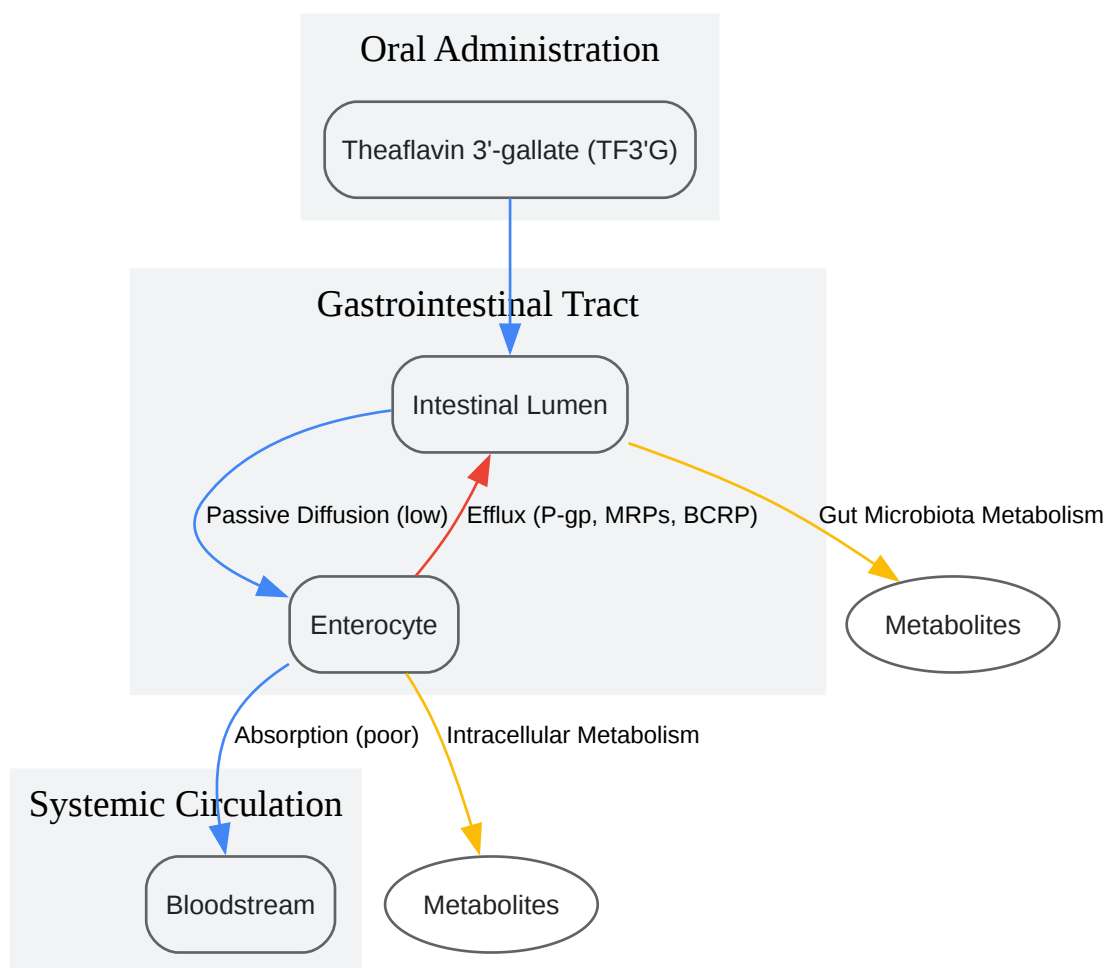 Oral Administration
Theaflavin 3'-gallate (TF3'G)
Gastrointestinal Tract
Intestinal Lumen
Passive Diffusion (low)
Efflux (P-gp, MRPs, BCRP)
Gut Microbiota Metabolism
Enterocyte
Metabolites
Absorption (poor)
Intracellular Metabolism
Systemic Circulation
Bloodstream
Metabolites